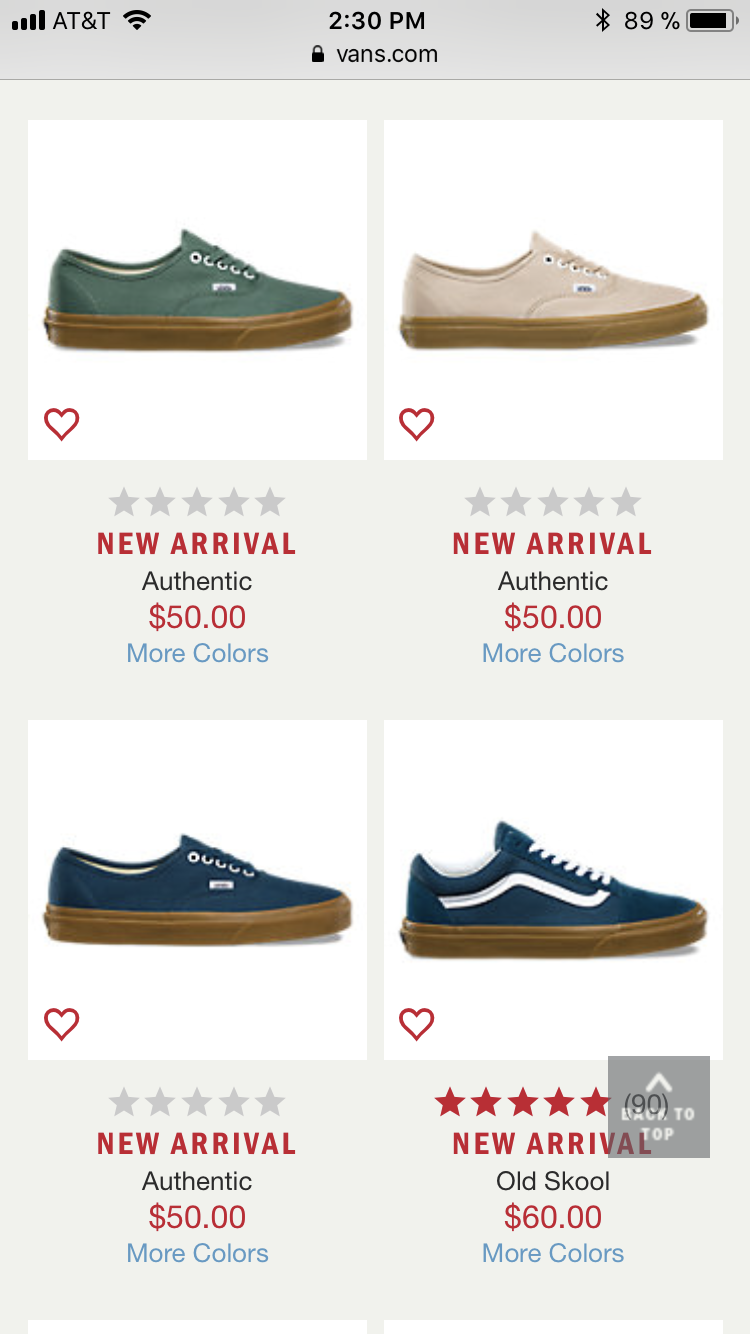 AT&T 2:30 PM 89 %
vans.com
NEW ARRIVAL NEW ARRIVAL
Authentic Authentic
$50.00 $50.00
More Colors More Colors
(90)
BACK TO
TOP
NEW ARRIVAL NEW ARRIVAL
Authentic Old Skool
$50.00 $60.00
More Colors More Colors